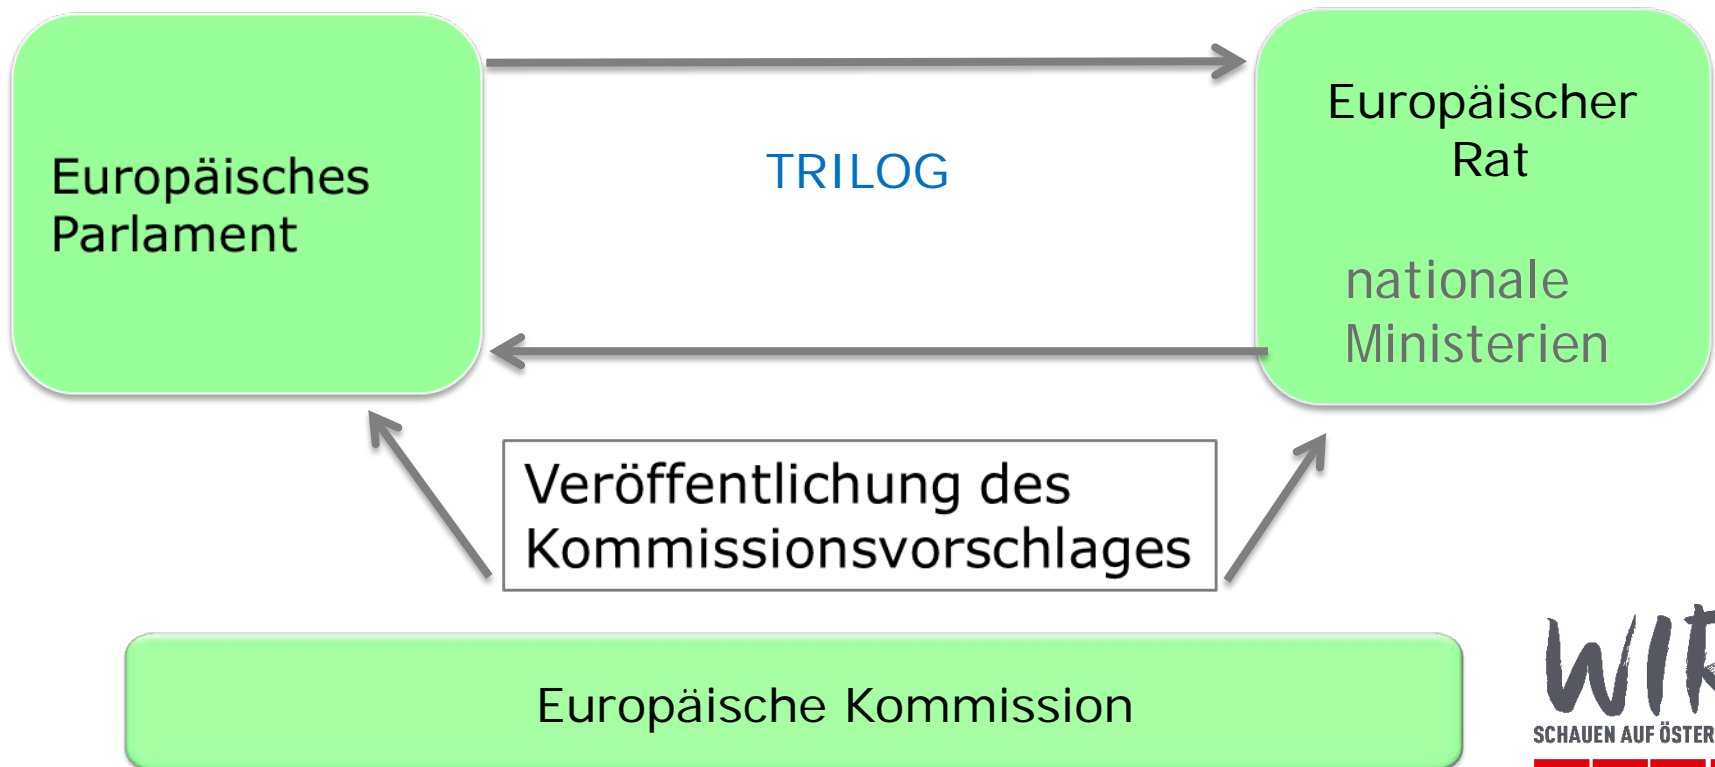 Europäisches
Parlament
TRILOG
Europäischer
Rat
nationale
Ministerien
Veröffentlichung des
Kommissionsvorschlages
Europäische Kommission
WIR
SCHAUEN AUF ÖSTER